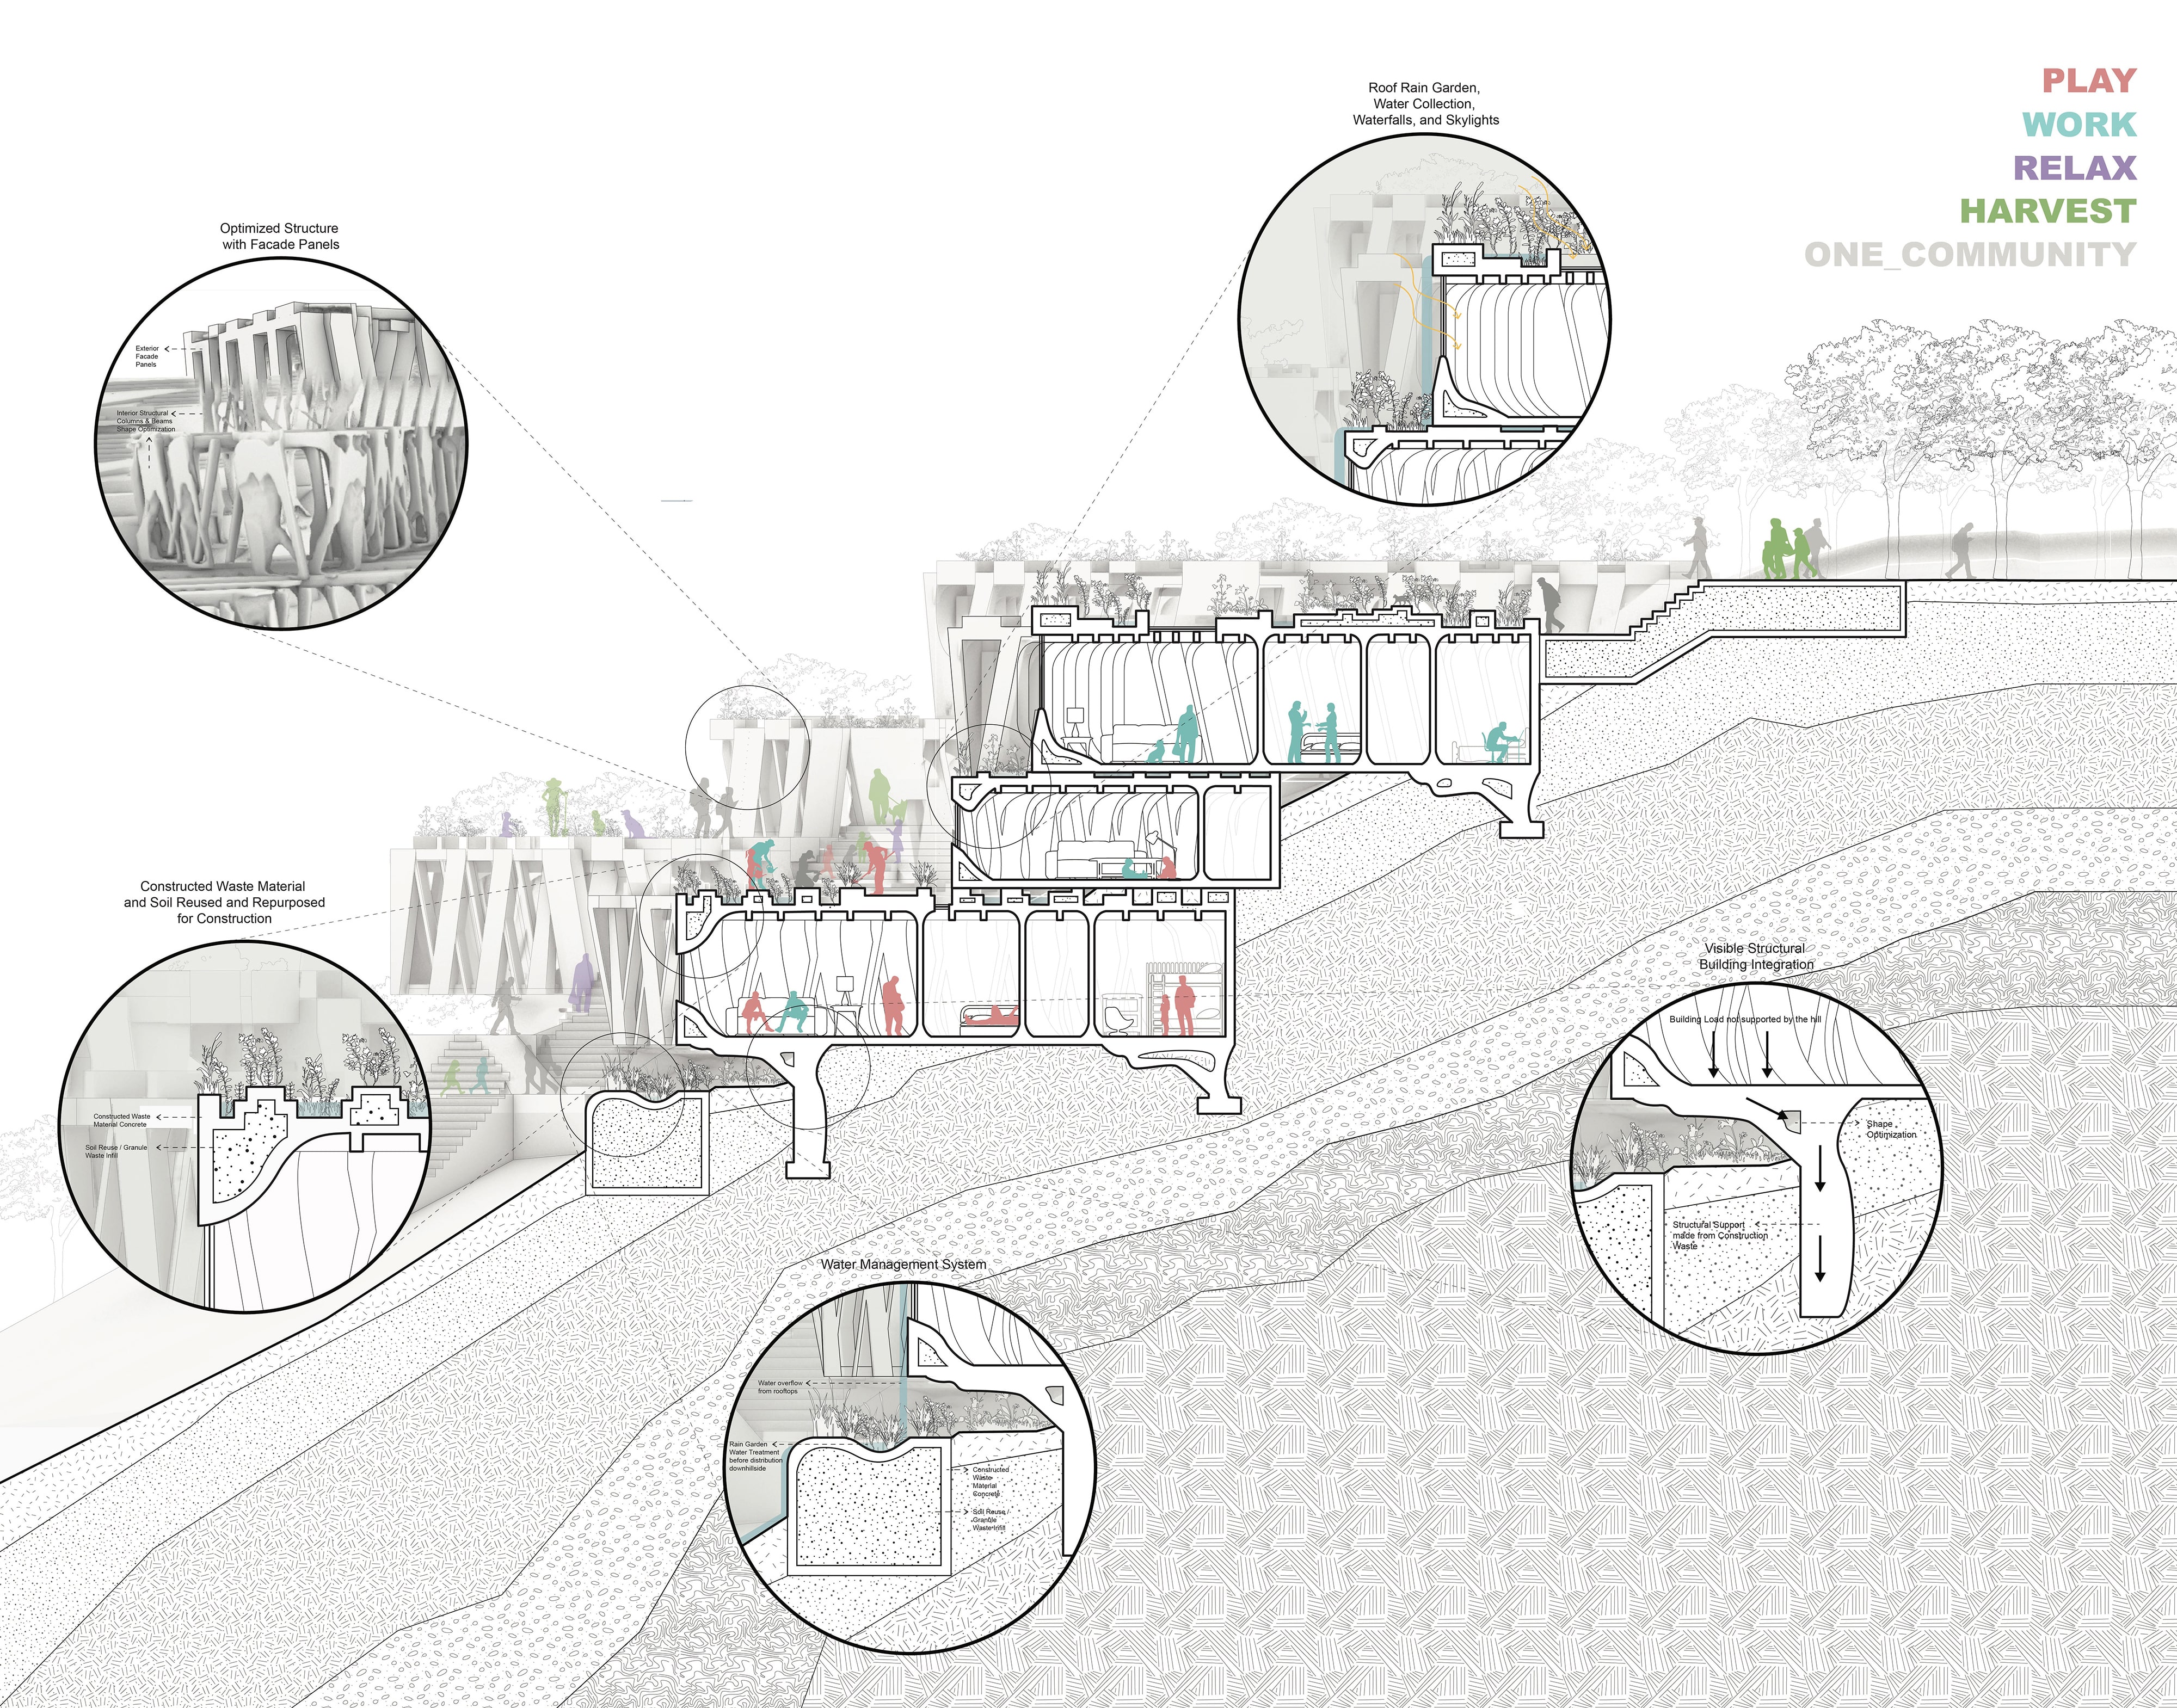 PLAY
WORK
RELAX
HARVEST
ONE_COMMUNITY
Roof Rain Garden,
Water Collection,
Waterfalls, and Skylights
Optimized Structure
with Facade Panels
Exterior
Facade
Panels
Interior Structural
Columns & Beams
Shape Optimization
Constructed Waste Material
and Soil Reused and Repurposed
for Construction
Constructed Waste
Material Concrete
Soil Reuse / Granule
Waste Infill
Visible Structural
Building Integration
Building Load not supported by the hill
Shape
Optimization
Structural Support
made from Construction
Waste
Water Management System
Water overflow
from rooftops
Rain Garden
Water Treatment
before distribution
downhillside
Constructed
Waste
Material
Concrete
Soil Reuse /
Granule
Waste Infill